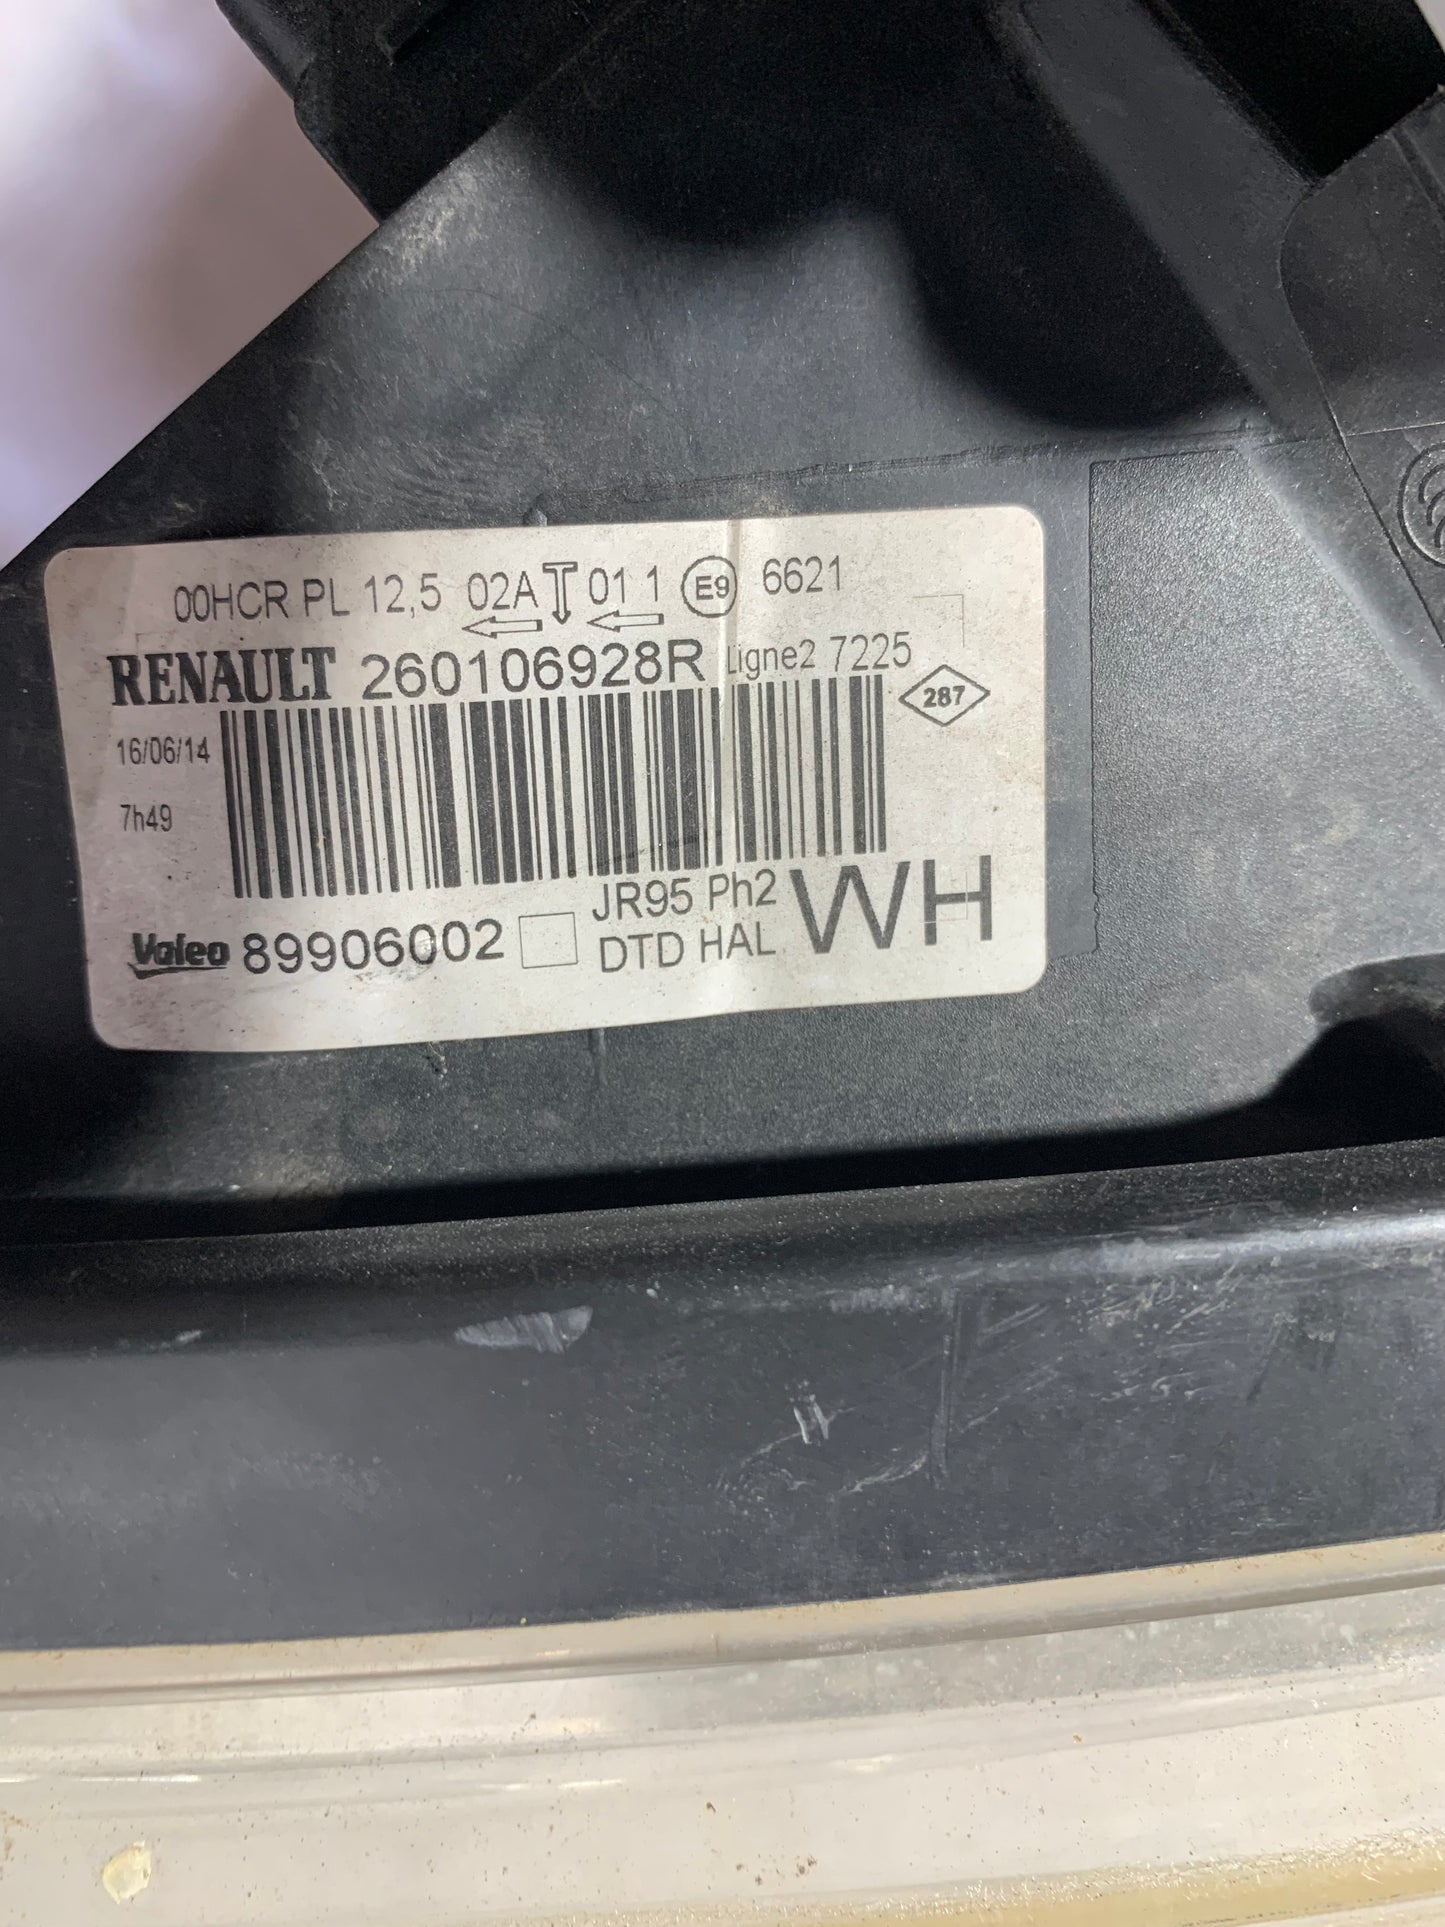 00HCR PL 12,5 02A T 01 1 E9 6621
RENAULT 260106928R Ligne2 7225
287
16/06/14
7h49
JR95 Ph2 WH
Valeo 89906002 DTD HAL